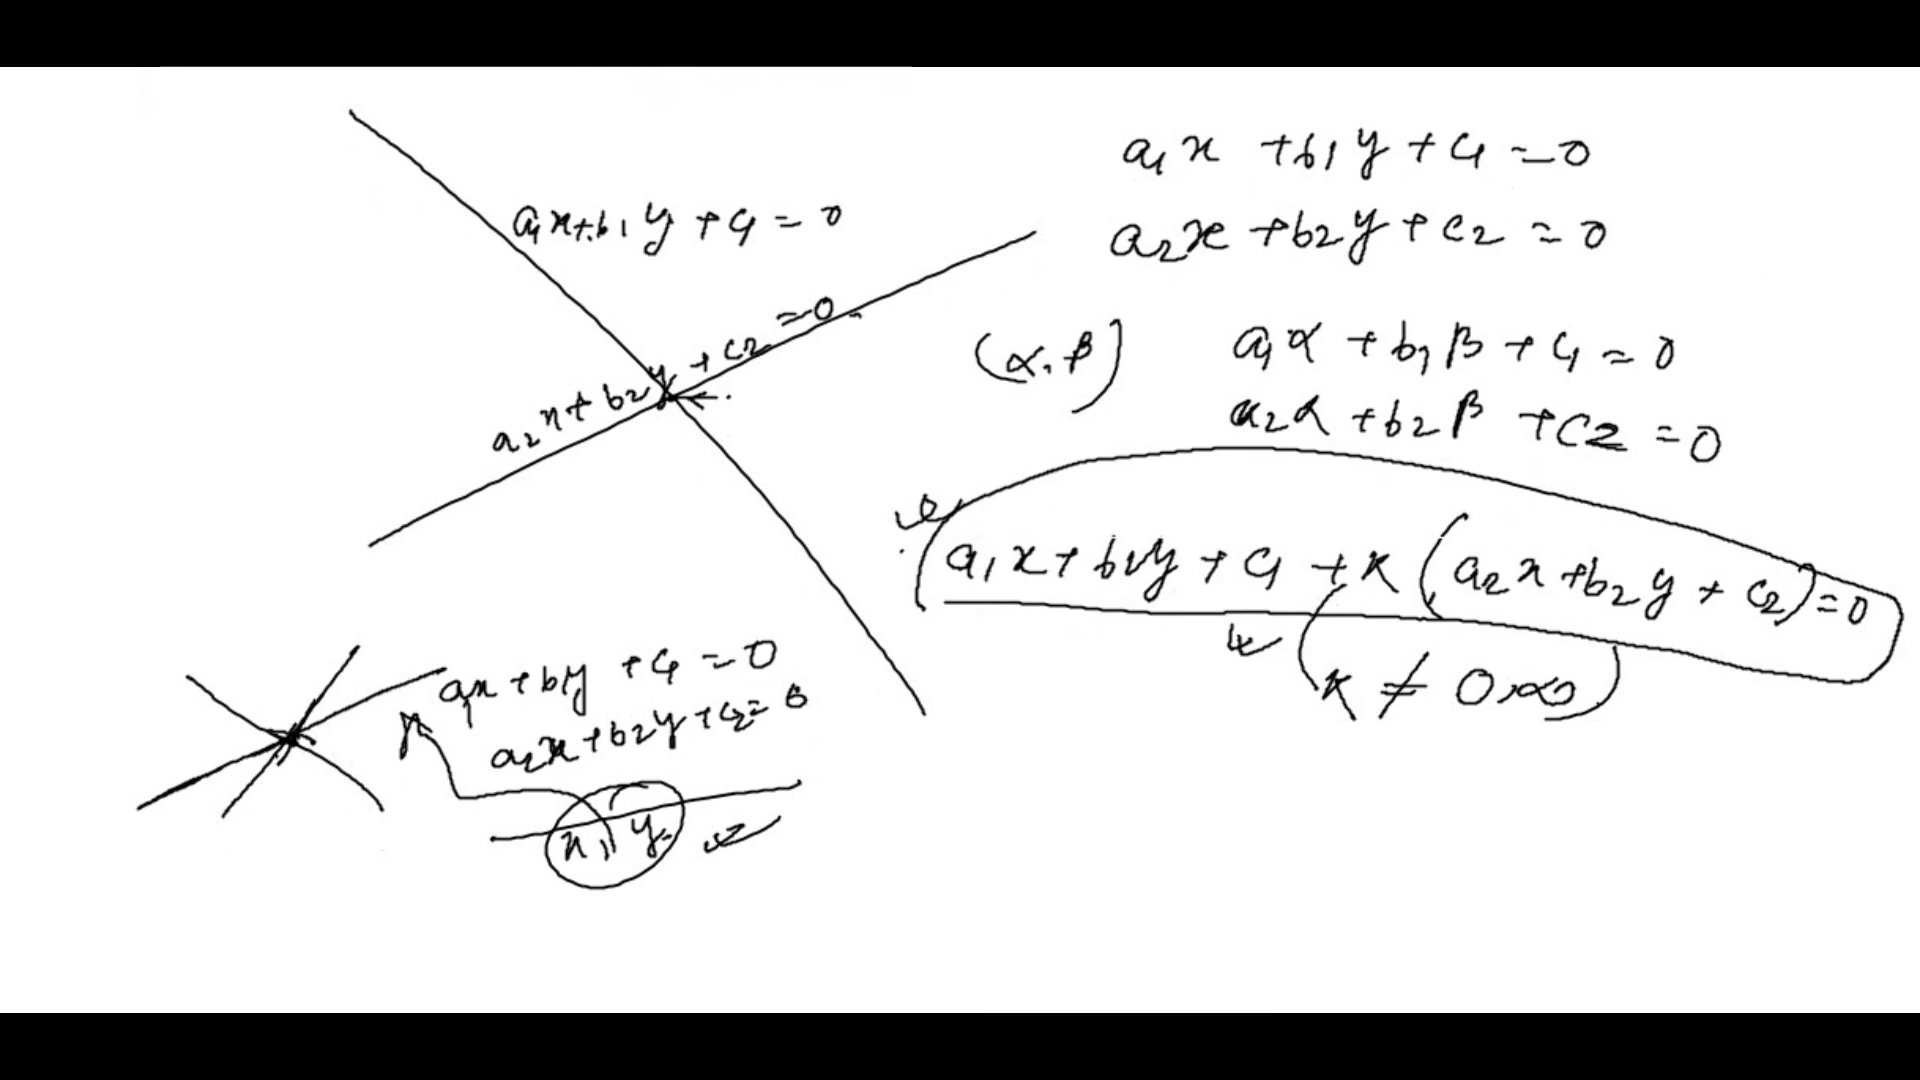 a₁x + b₁y + c₁ = 0
a₂x + b₂y + c₂ = 0
a₁x + b₁y + c₁ = 0
a₂x + b₂y + c₂ = 0
(α, β)
a₁α + b₁β + c₁ = 0
a₂α + b₂β + c₂ = 0
a₁x + b₁y + c₁ + K (a₂x + b₂y + c₂) = 0
K ≠ 0, ∞
a₁x + b₁y + c₁ = 0
a₂x + b₂y + c₂ = 0
x, y